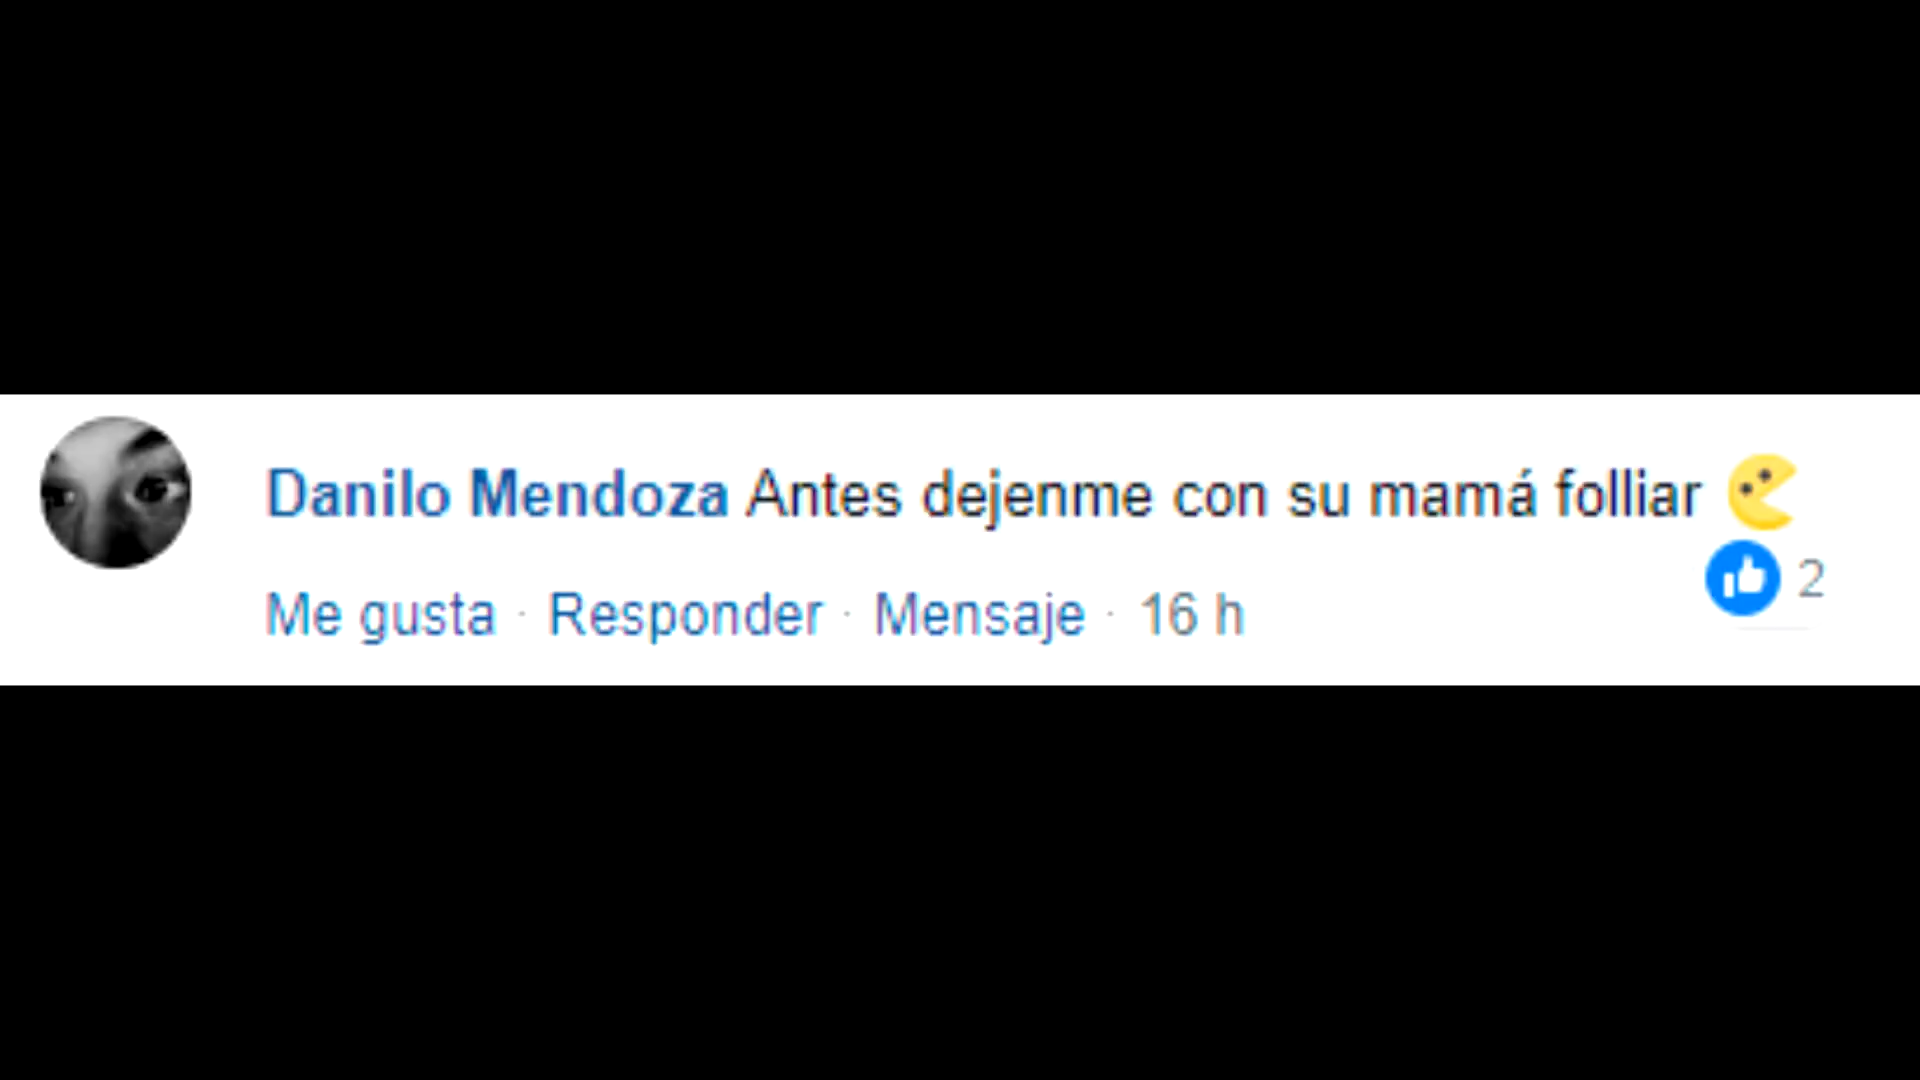 Danilo Mendoza Antes dejenme con su mamá folliar
2
Me gusta · Responder · Mensaje · 16 h